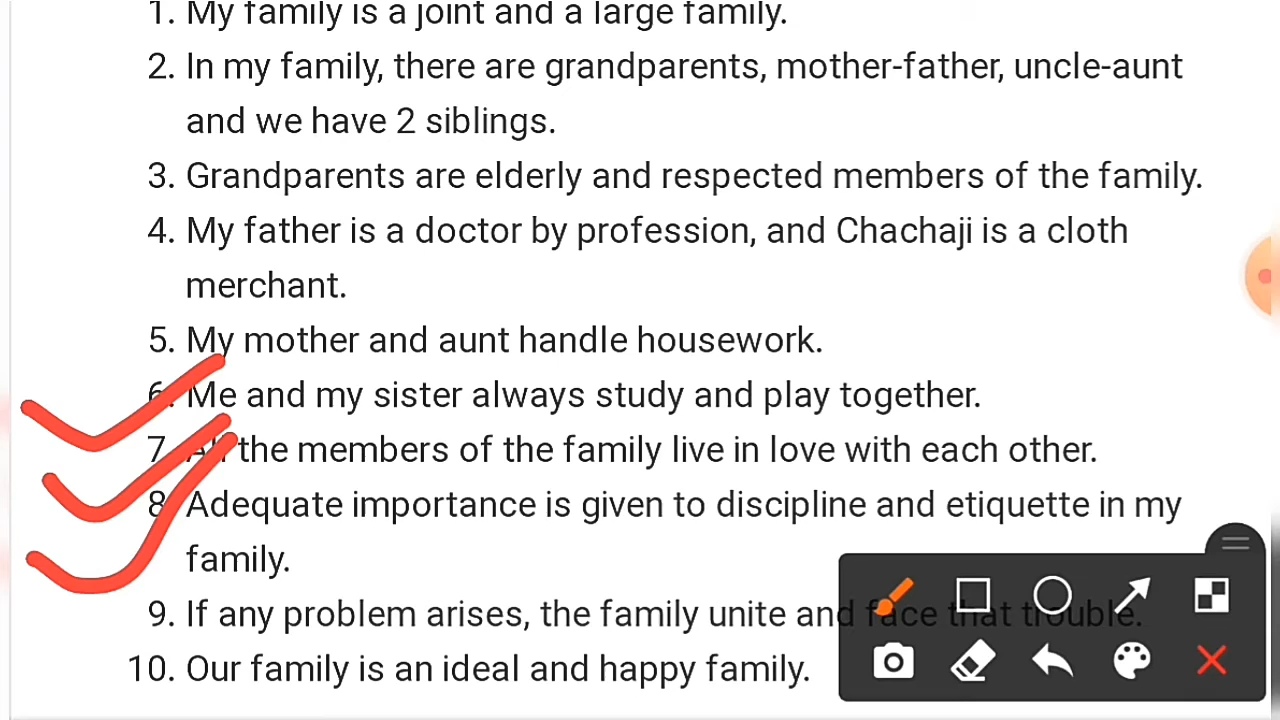 1. My family is a joint and a large family.
2. In my family, there are grandparents, mother-father, uncle-aunt
and we have 2 siblings.
3. Grandparents are elderly and respected members of the family.
4. My father is a doctor by profession, and Chachaji is a cloth
merchant.
5. My mother and aunt handle housework.
6. Me and my sister always study and play together.
7. All the members of the family live in love with each other.
8. Adequate importance is given to discipline and etiquette in my
family.
9. If any problem arises, the family unite and face that trouble.
10. Our family is an ideal and happy family.